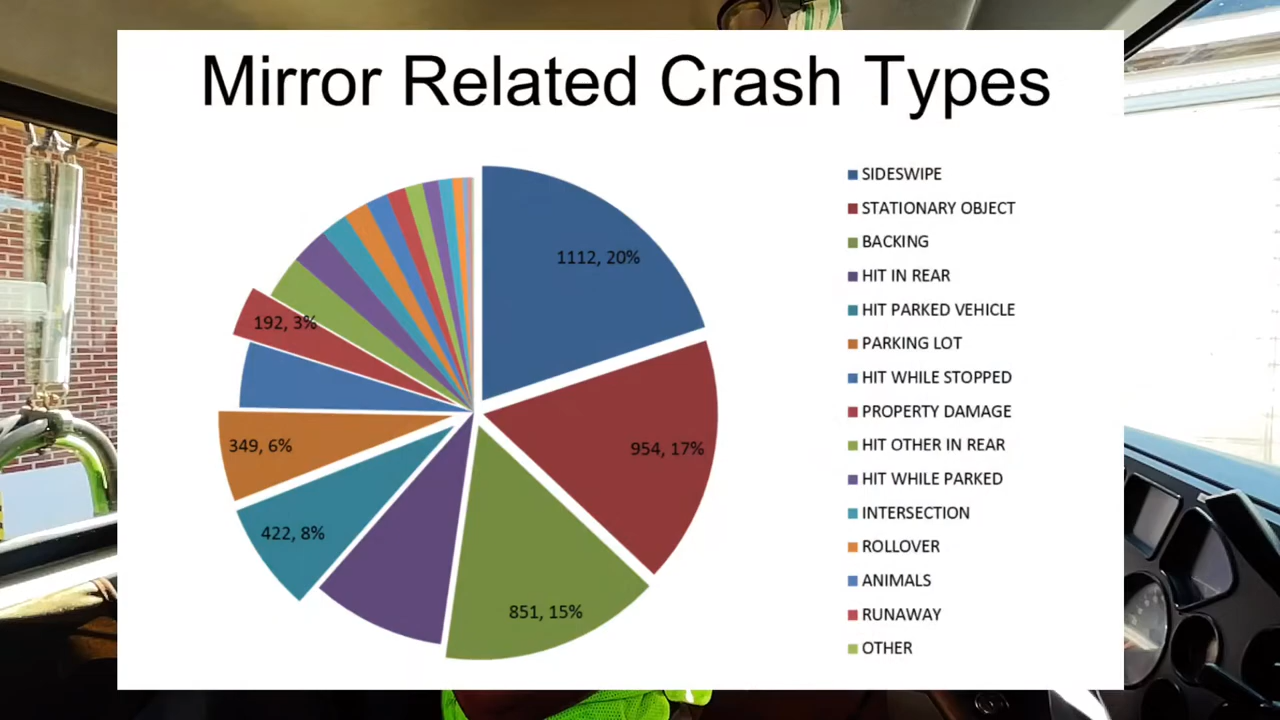 Mirror Related Crash Types
1112, 20%
954, 17%
851, 15%
422, 8%
349, 6%
192, 3%
SIDESWIPE
STATIONARY OBJECT
BACKING
HIT IN REAR
HIT PARKED VEHICLE
PARKING LOT
HIT WHILE STOPPED
PROPERTY DAMAGE
HIT OTHER IN REAR
HIT WHILE PARKED
INTERSECTION
ROLLOVER
ANIMALS
RUNAWAY
OTHER